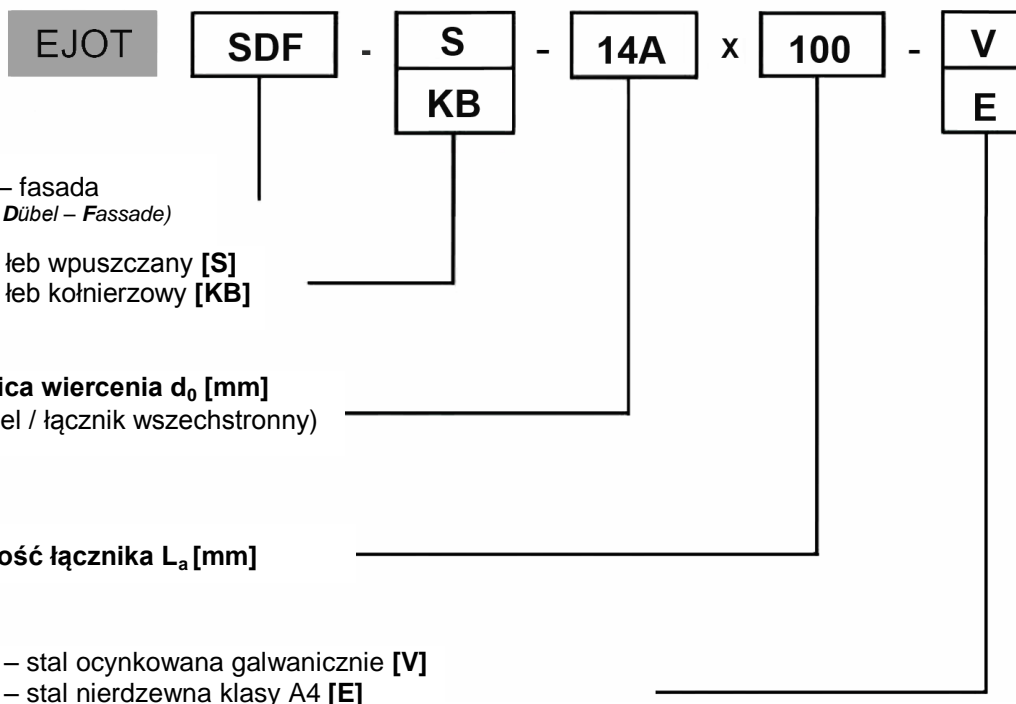 EJOT SDF - S - 14A x 100 - V
KB E
– fasada
Dübel – Fassade)
łeb wpuszczany [S]
łeb kołnierzowy [KB]
ica wiercenia d₀ [mm]
el / łącznik wszechstronny)
ość łącznika Lₐ [mm]
– stal ocynkowana galwanicznie [V]
– stal nierdzewna klasy A4 [E]